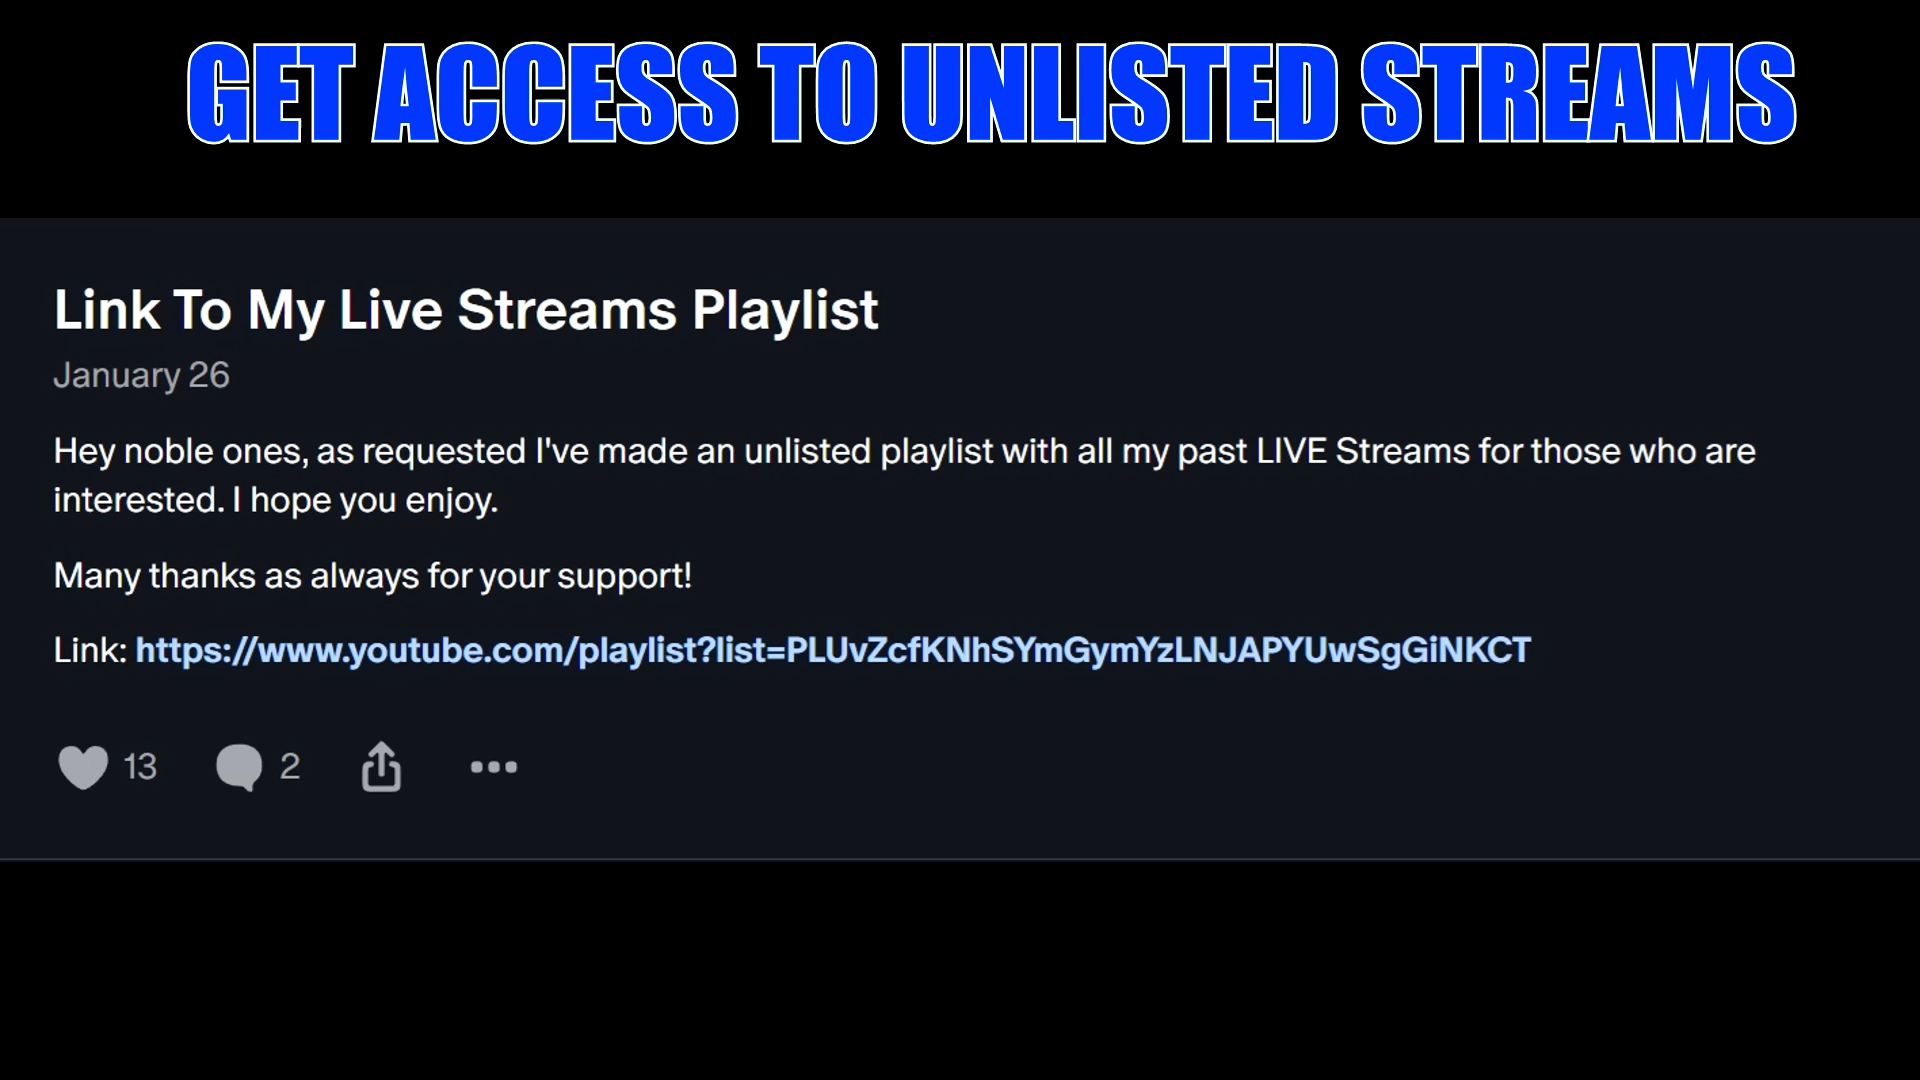 GET ACCESS TO UNLISTED STREAMS
Link To My Live Streams Playlist
January 26
Hey noble ones, as requested I've made an unlisted playlist with all my past LIVE Streams for those who are
interested. I hope you enjoy.
Many thanks as always for your support!
Link: https://www.youtube.com/playlist?list=PLUvZcfKNhSYmGymYzLNJAPYUwSgGiNKCT
13 2